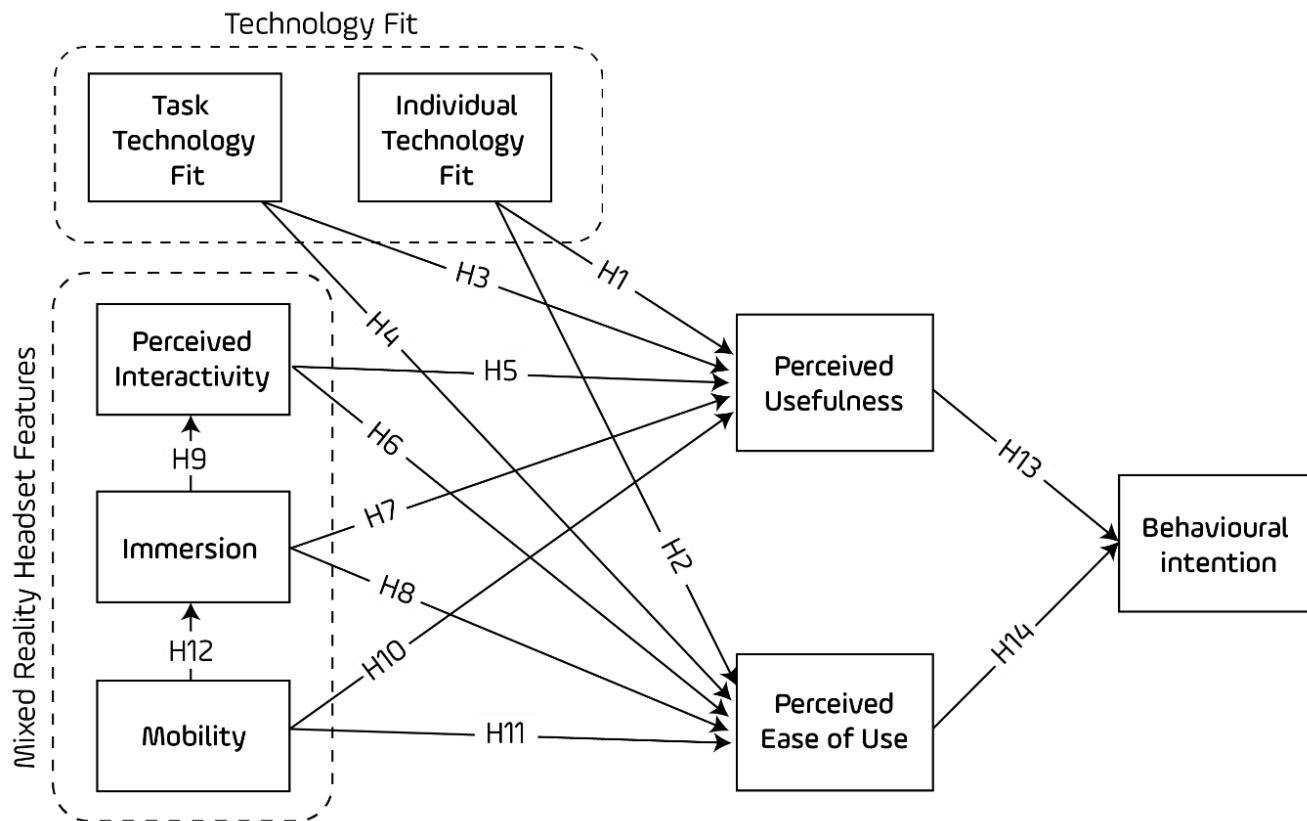 Technology Fit
Task
Technology
Fit
Individual
Technology
Fit
H3
H1
H4
Mixed Reality Headset Features
Perceived
Interactivity
H5
Perceived
Usefulness
H6
H9
H13
H7
Immersion
H2
Behavioural
intention
H8
H12
H10
H14
Mobility
H11
Perceived
Ease of Use